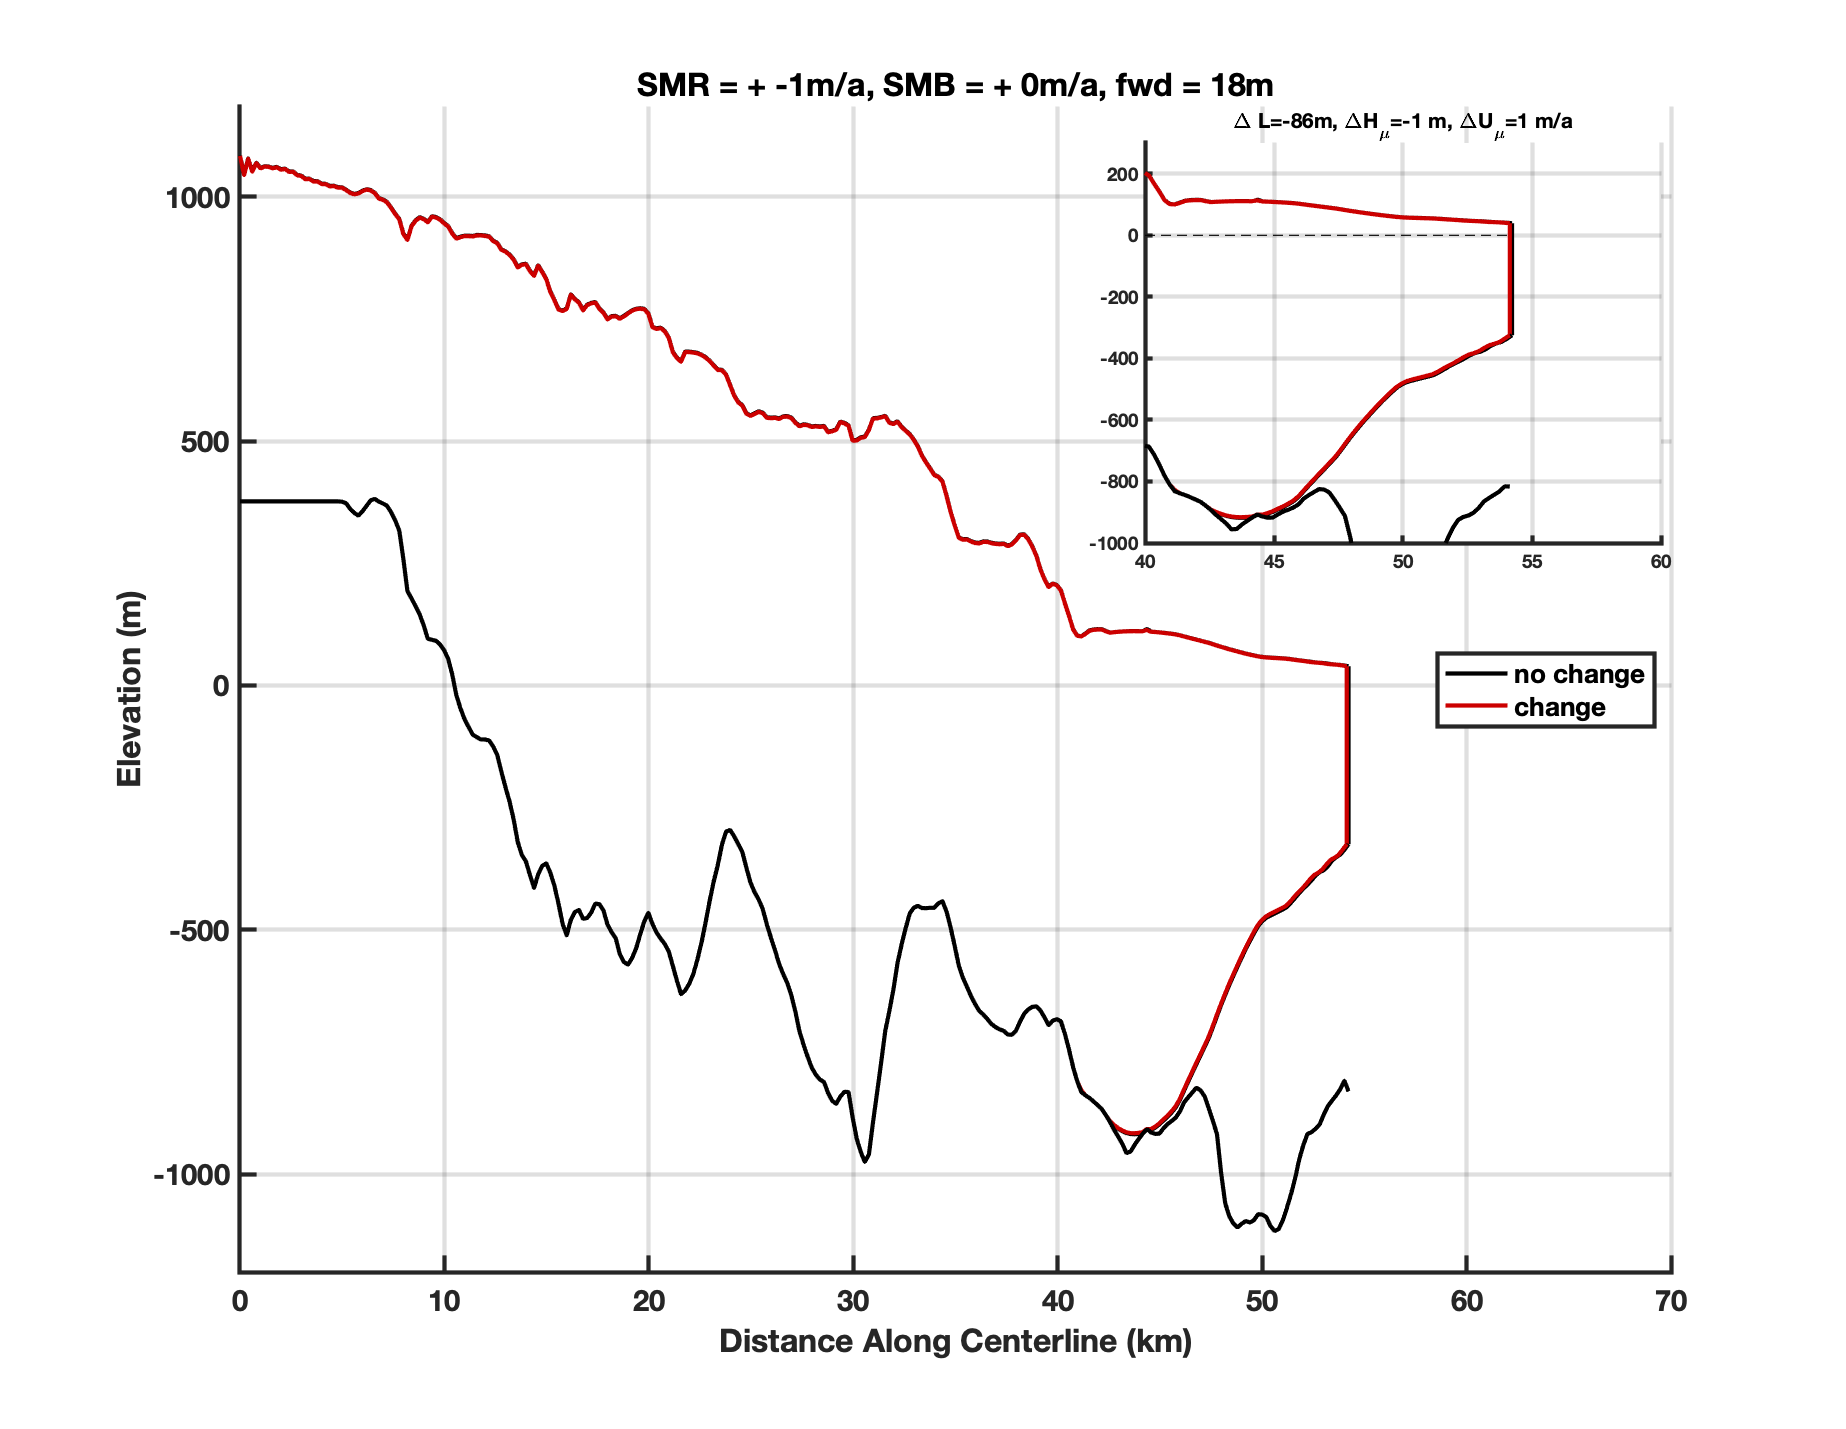 SMR = + -1m/a, SMB = + 0m/a, fwd = 18m
△ L=-86m, △Hμ=-1 m, △Uμ=1 m/a
200
0
-200
-400
-600
-800
-1000
40 45 50 55 60
1000
500
0
-500
-1000
Elevation (m)
no change
change
0 10 20 30 40 50 60 70
Distance Along Centerline (km)